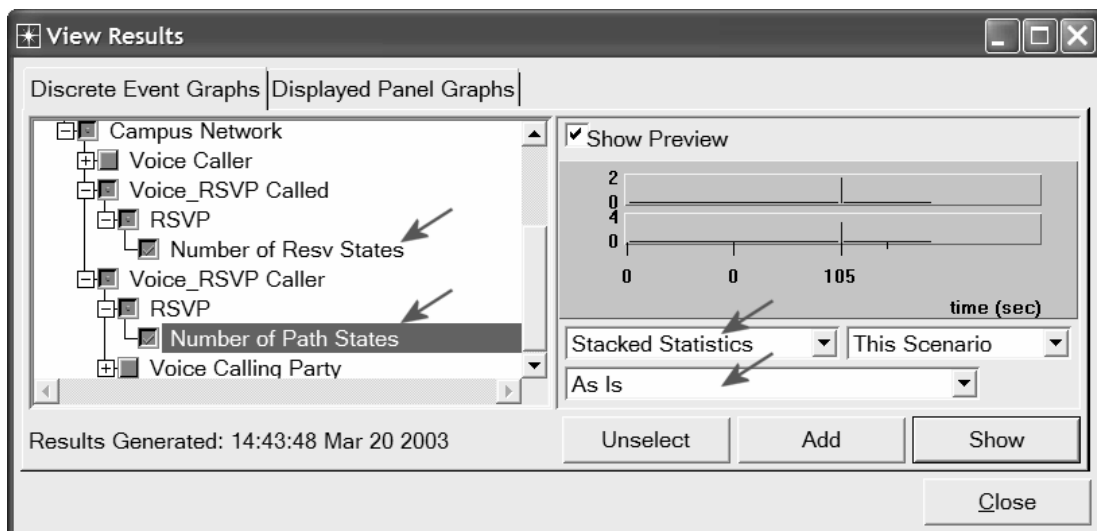 View Results
Discrete Event Graphs Displayed Panel Graphs
Campus Network
Voice Caller
Voice_RSVP Called
RSVP
Number of Resv States
Voice_RSVP Caller
RSVP
Number of Path States
Voice Calling Party
Show Preview
2
0
4
0
0 0 105
time (sec)
Stacked Statistics This Scenario
As Is
Results Generated: 14:43:48 Mar 20 2003 Unselect Add Show
Close